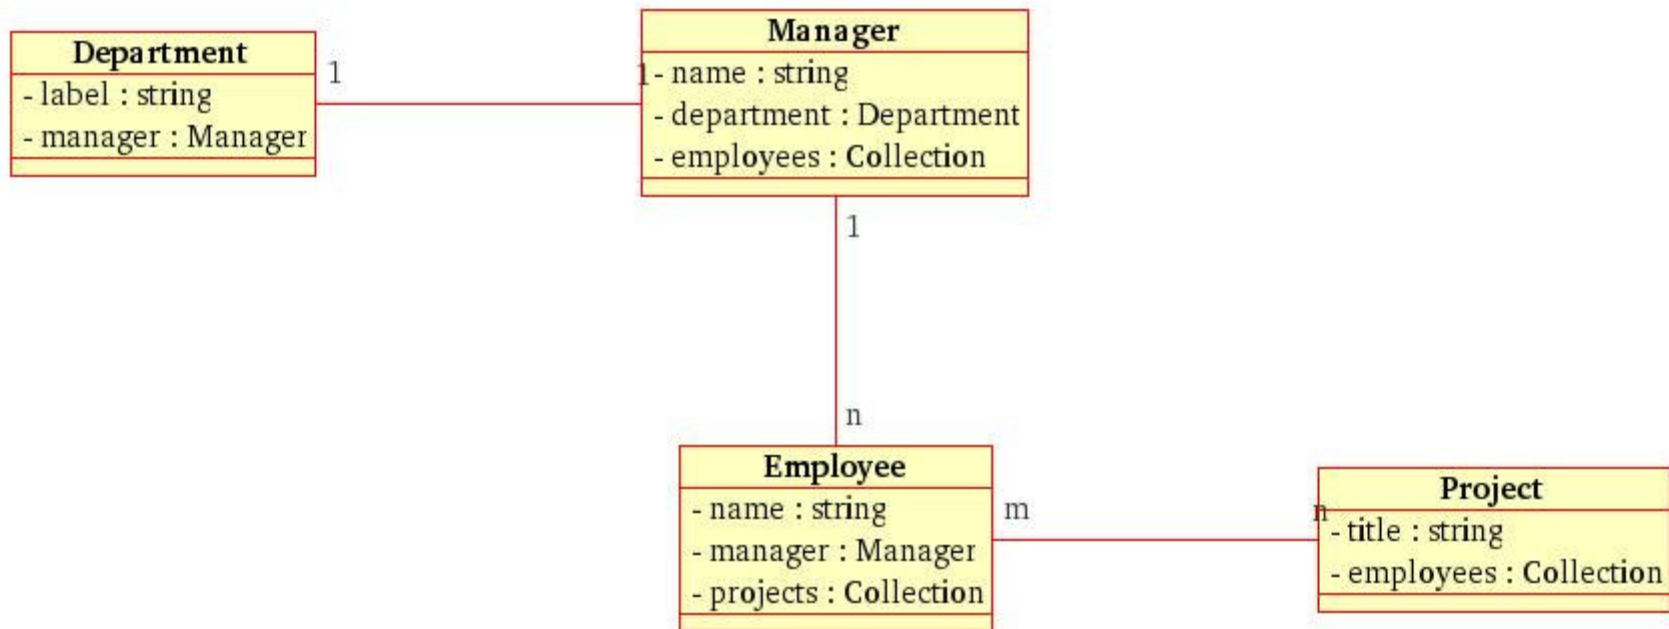 Department
- label : string
- manager : Manager
1
1
Manager
- name : string
- department : Department
- employees : Collection
1
n
Employee
- name : string
- manager : Manager
- projects : Collection
m
n
Project
- title : string
- employees : Collection